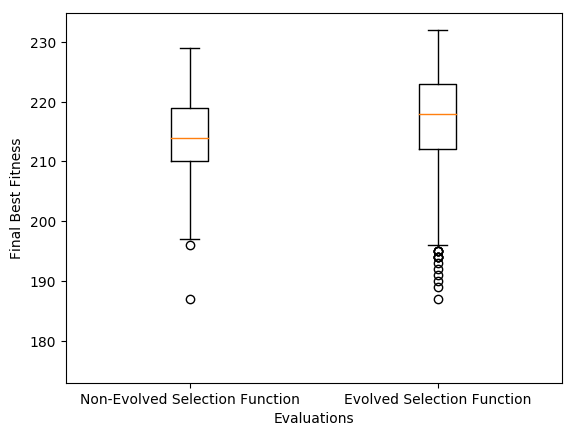 Final Best Fitness
230
220
210
200
190
180
Non-Evolved Selection Function
Evolved Selection Function
Evaluations